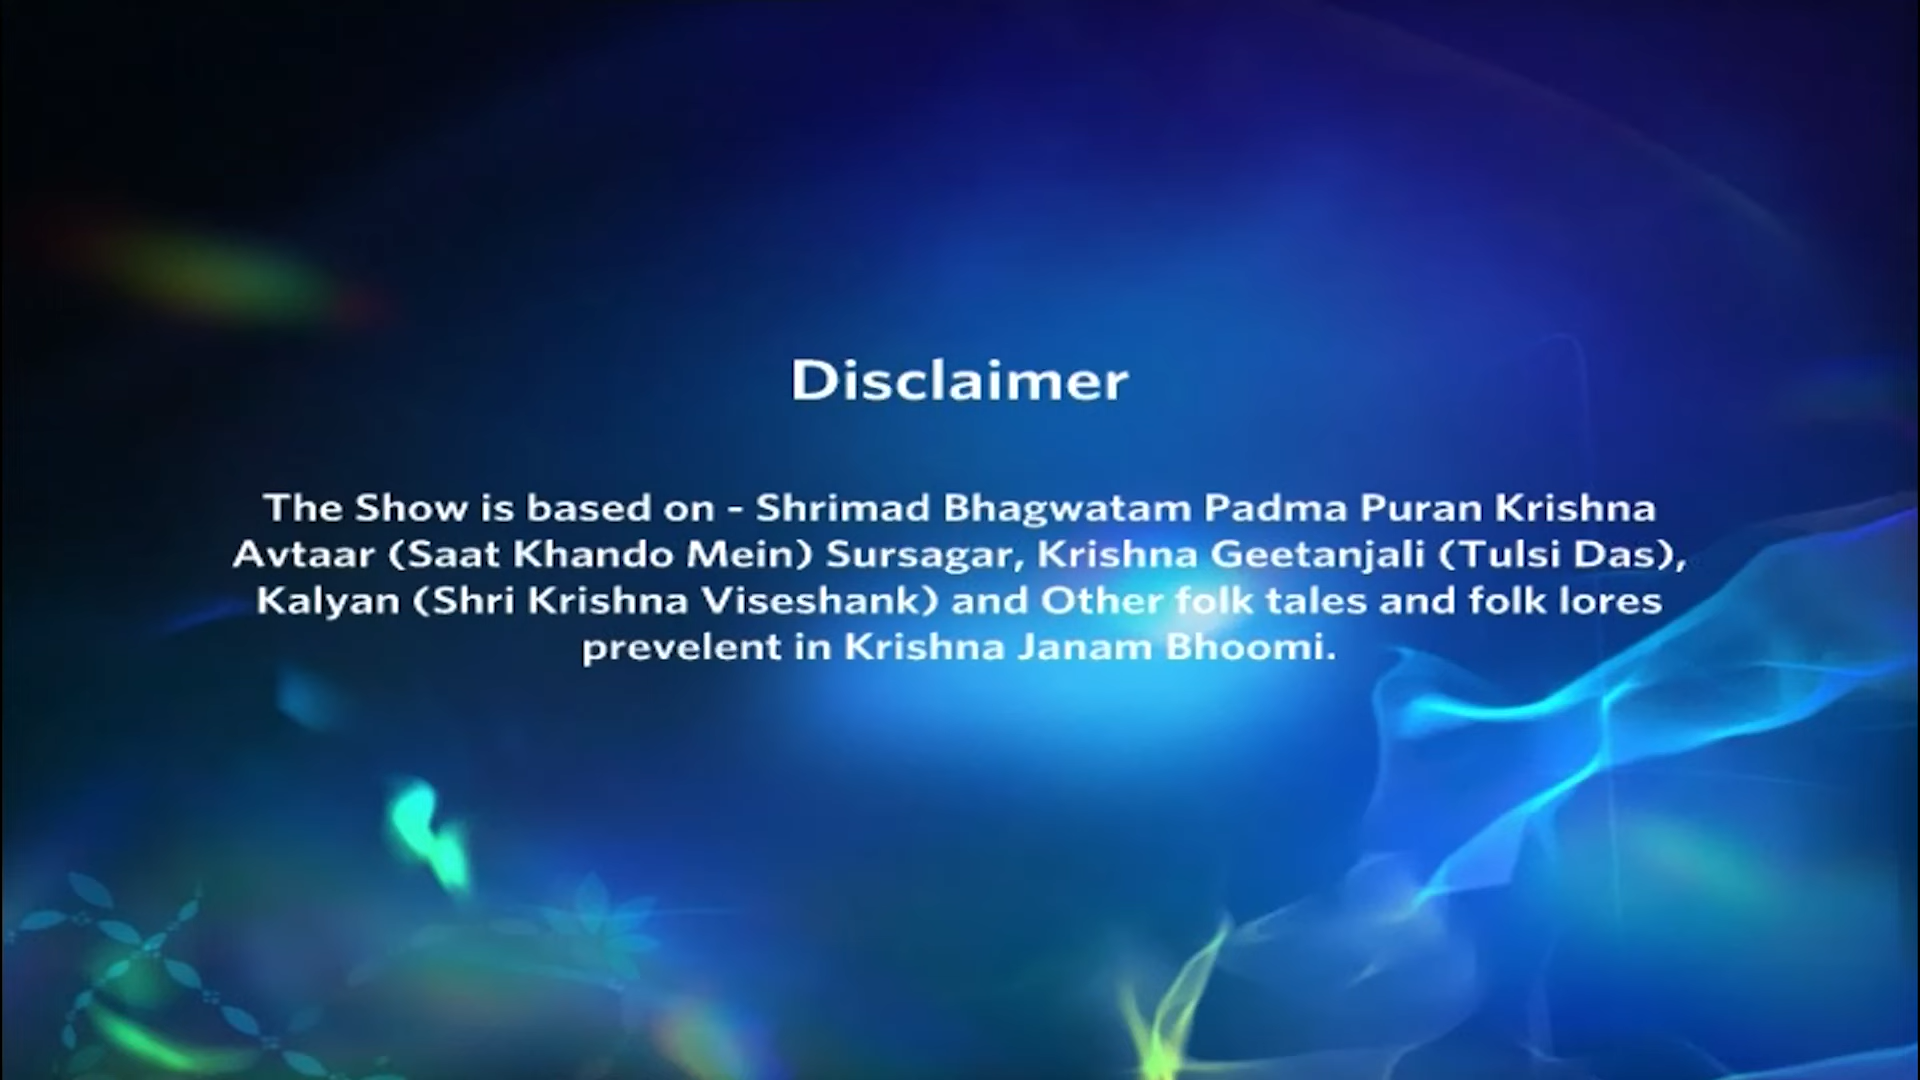 Disclaimer
The Show is based on - Shrimad Bhagwatam Padma Puran Krishna
Avtaar (Saat Khando Mein) Sursagar, Krishna Geetanjali (Tulsi Das),
Kalyan (Shri Krishna Viseshank) and Other folk tales and folk lores
prevelent in Krishna Janam Bhoomi.